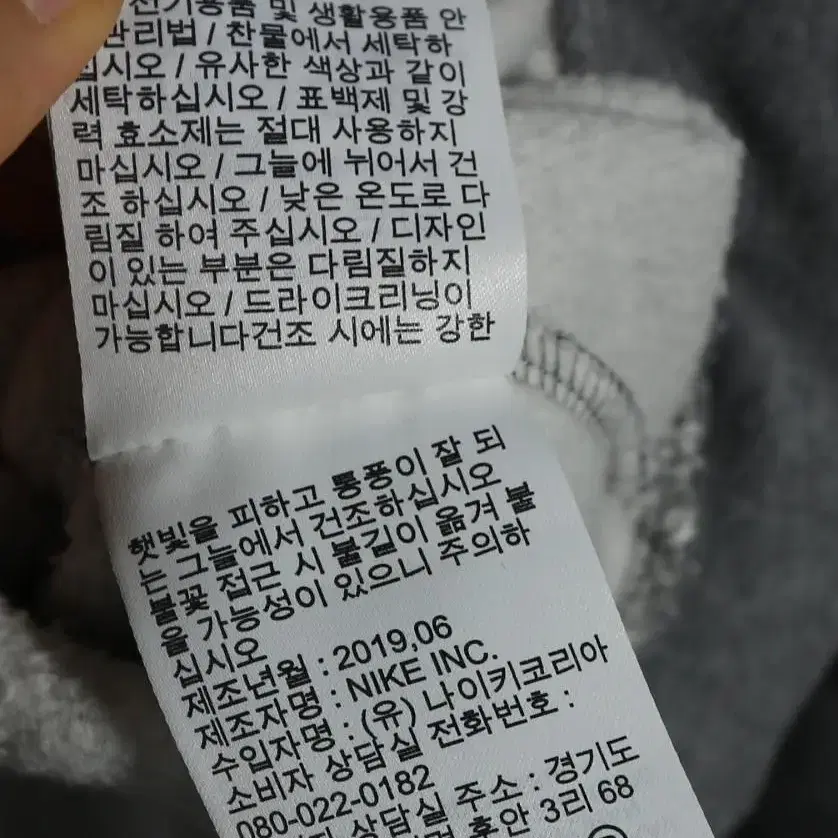 전기용품 및 생활용품 안
관리법 / 찬물에서 세탁하
십시오 / 유사한 색상과 같이
세탁하십시오 / 표백제 및 강
력 효소제는 절대 사용하지
마십시오 / 그늘에 뉘어서 건
조 하십시오 / 낮은 온도로 다
림질 하여 주십시오 / 디자인
이 있는 부분은 다림질하지
마십시오 / 드라이크리닝이
가능합니다건조 시에는 강한
햇빛을 피하고 통풍이 잘 되
는 그늘에서 건조하십시오
불꽃 접근 시 불길이 옮겨 붙
을 가능성이 있으니 주의하
십시오
제조년월 : 2019,06
제조자명 : NIKE INC.
수입자명 : (유) 나이키코리아
소비자 상담실 전화번호 :
080-022-0182
상담실 주소 : 경기도
후안 3리 68